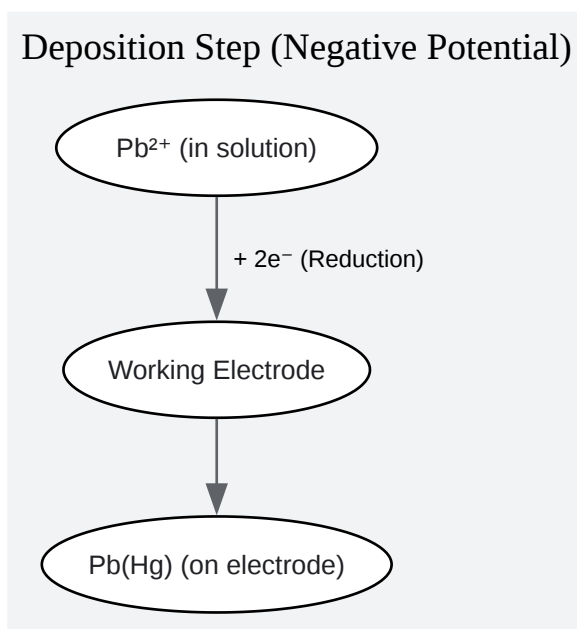 Deposition Step (Negative Potential)
Pb²⁺ (in solution)
+ 2e⁻ (Reduction)
Working Electrode
Pb(Hg) (on electrode)